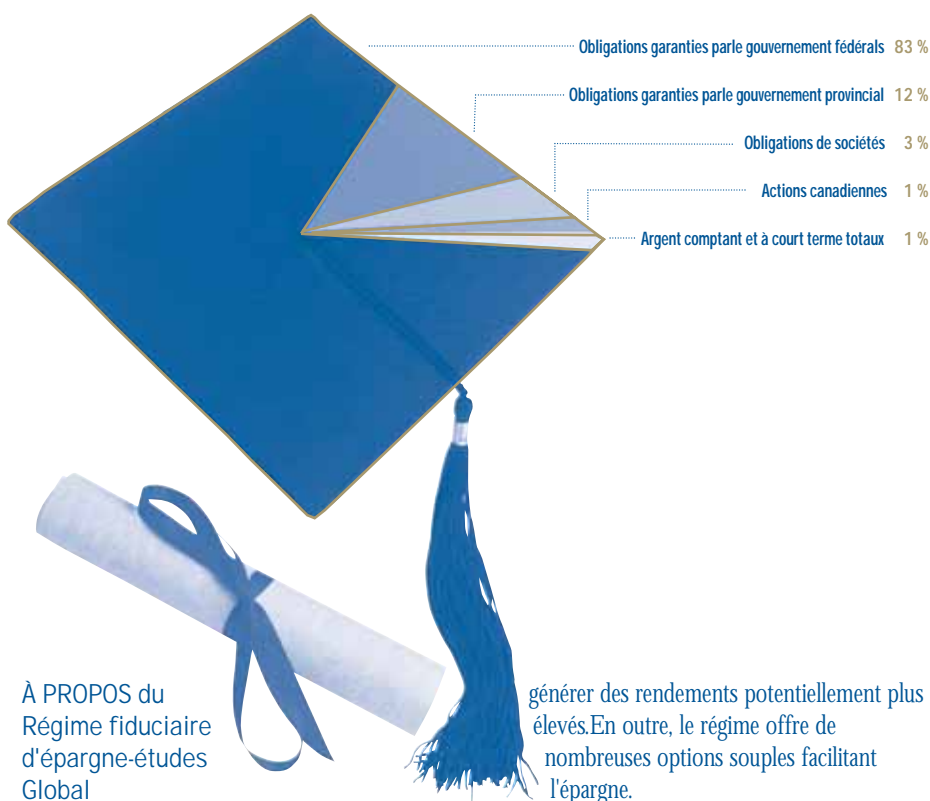 Obligations garanties parle gouvernement fédérals 83 %
Obligations garanties parle gouvernement provincial 12 %
Obligations de sociétés 3 %
Actions canadiennes 1 %
Argent comptant et à court terme totaux 1 %
À PROPOS du
Régime fiduciaire
d'épargne-études
Global
générer des rendements potentiellement plus
élevés.En outre, le régime offre de
nombreuses options souples facilitant
l'épargne.